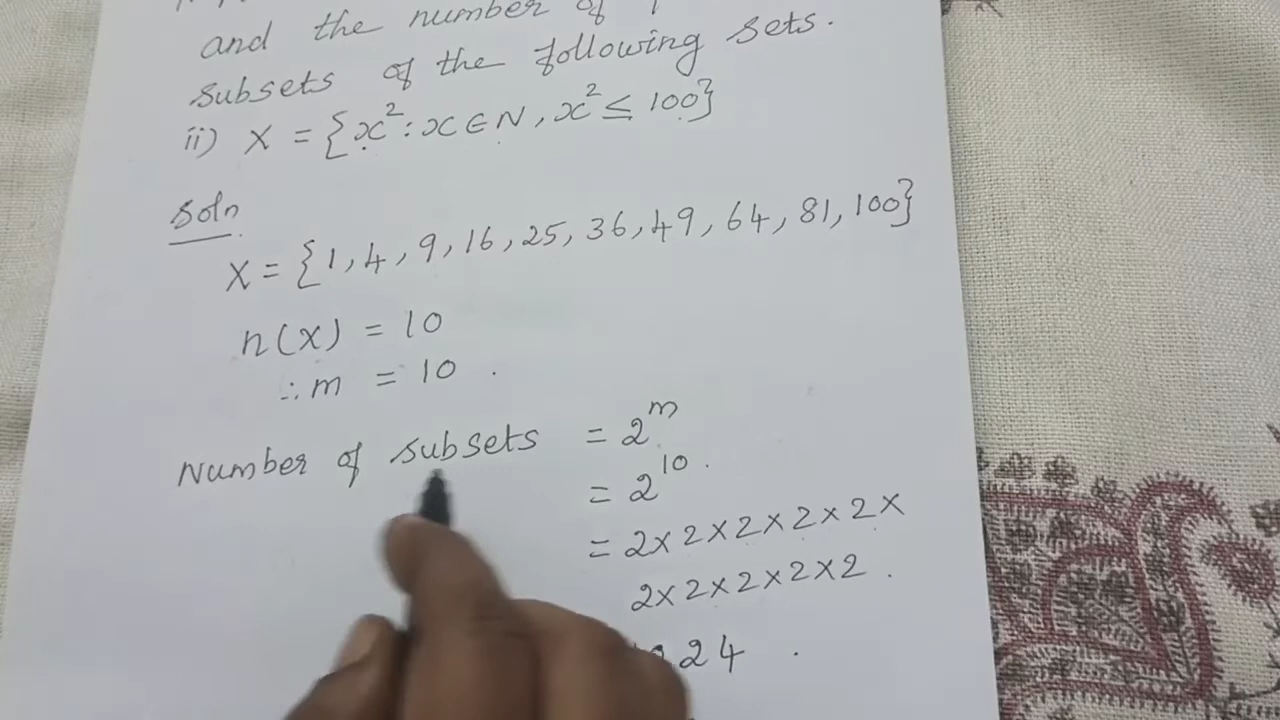 and the number of
subsets of the following sets.
ii) X = {x² : x ∈ N, x² ≤ 100}
Soln
X = {1, 4, 9, 16, 25, 36, 49, 64, 81, 100}
n(X) = 10
∴ m = 10.
Number of subsets = 2^m
= 2^10.
= 2×2×2×2×2×
2×2×2×2×2.
24.